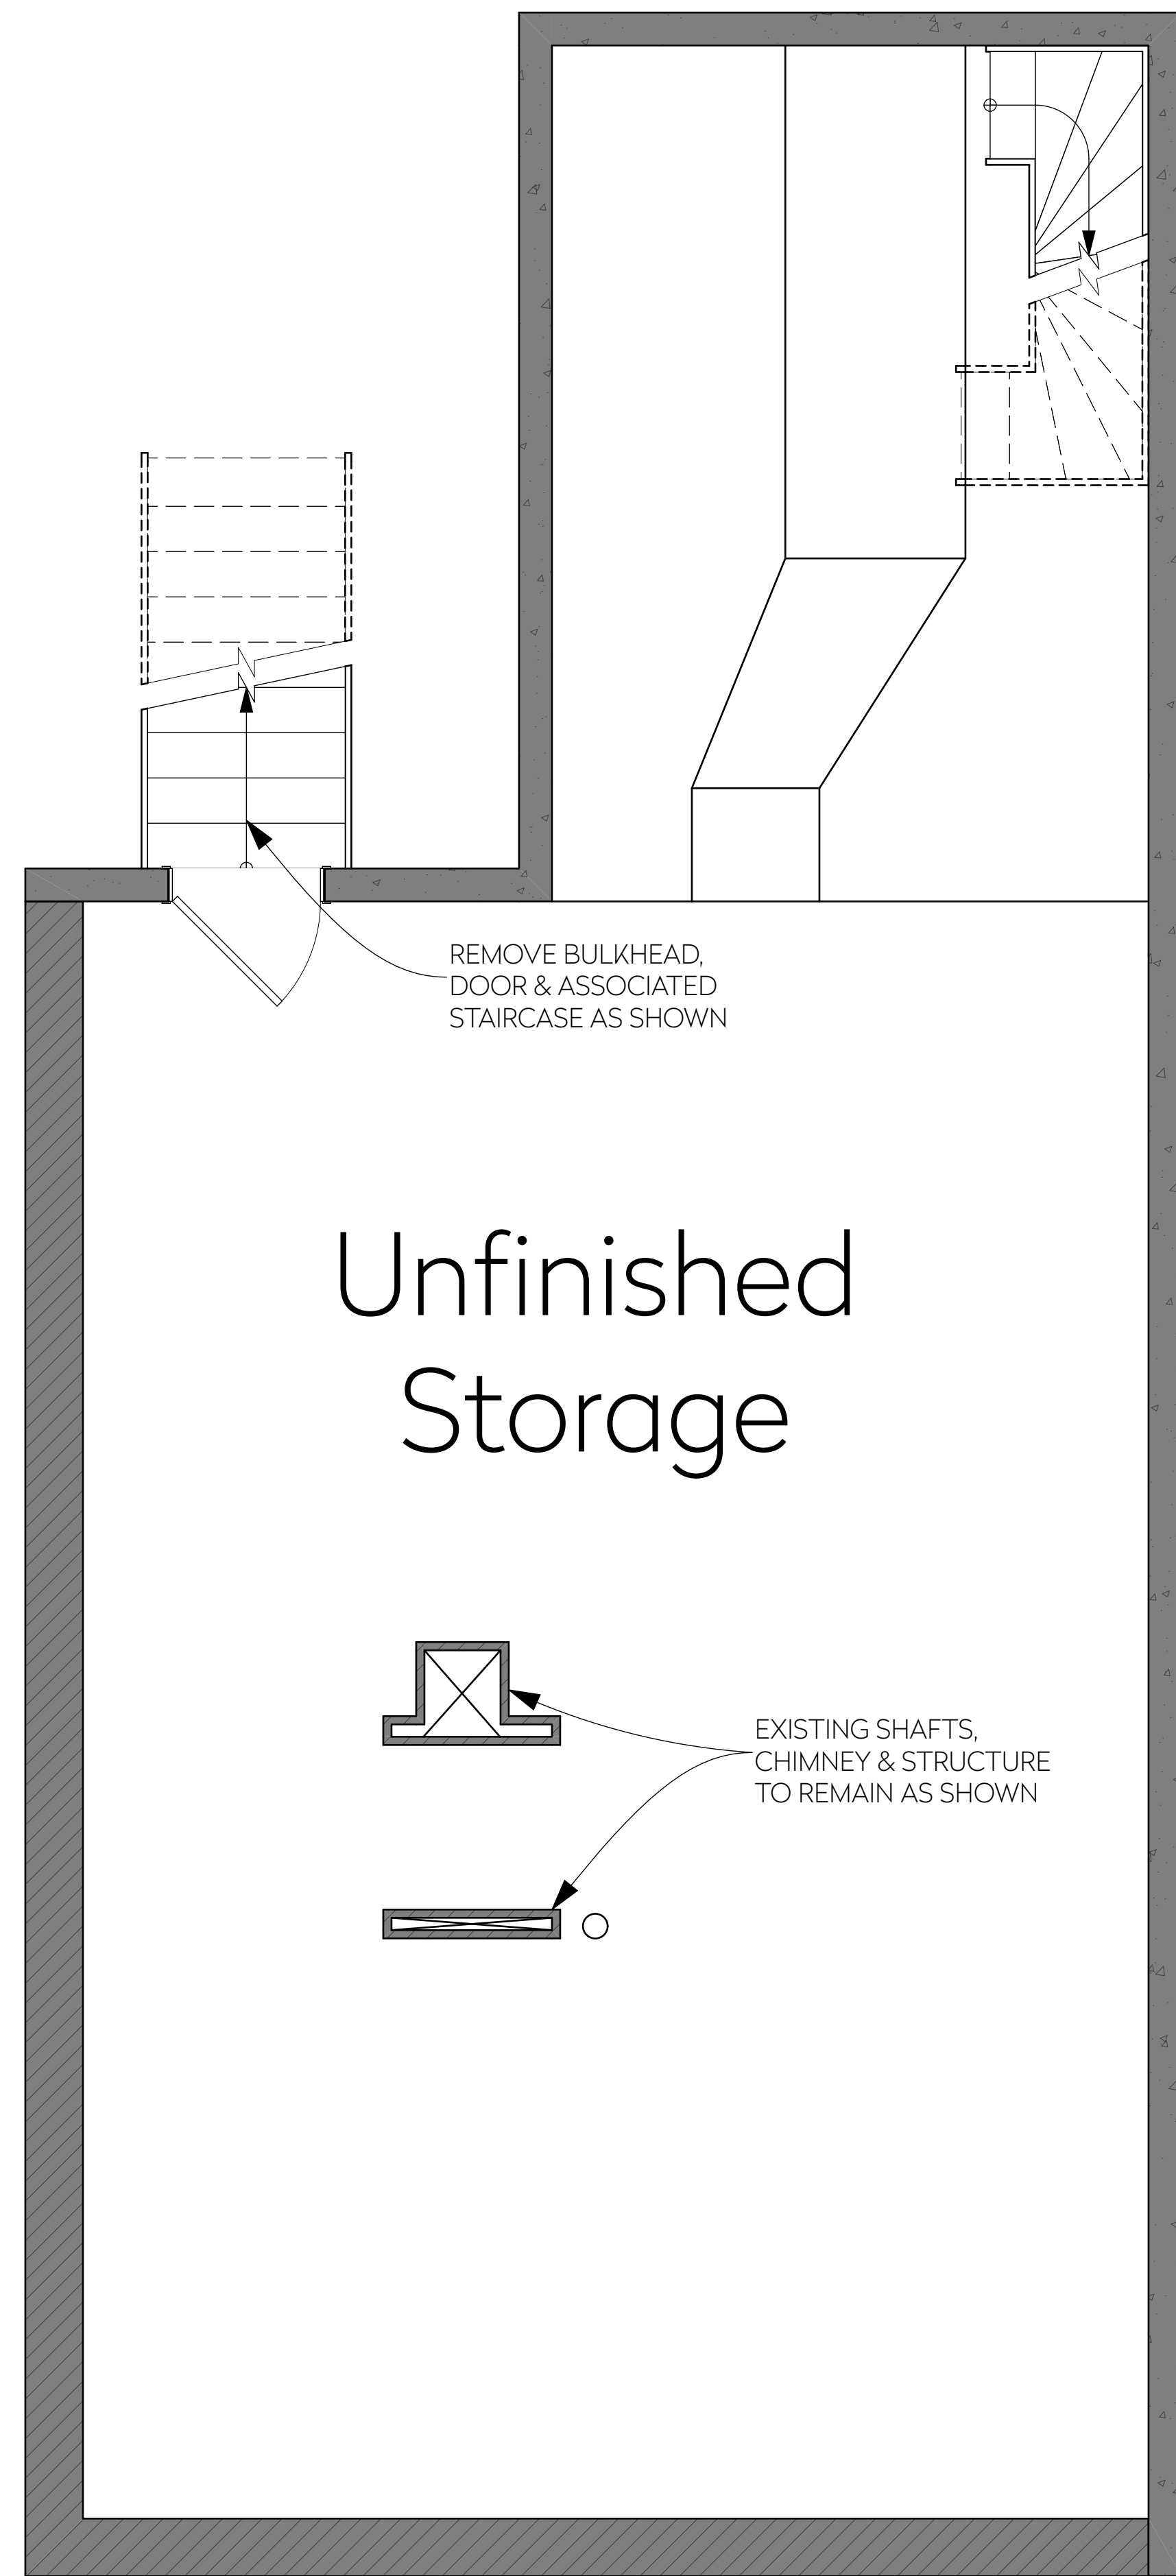 REMOVE BULKHEAD,
DOOR & ASSOCIATED
STAIRCASE AS SHOWN
Unfinished
Storage
EXISTING SHAFTS,
CHIMNEY & STRUCTURE
TO REMAIN AS SHOWN